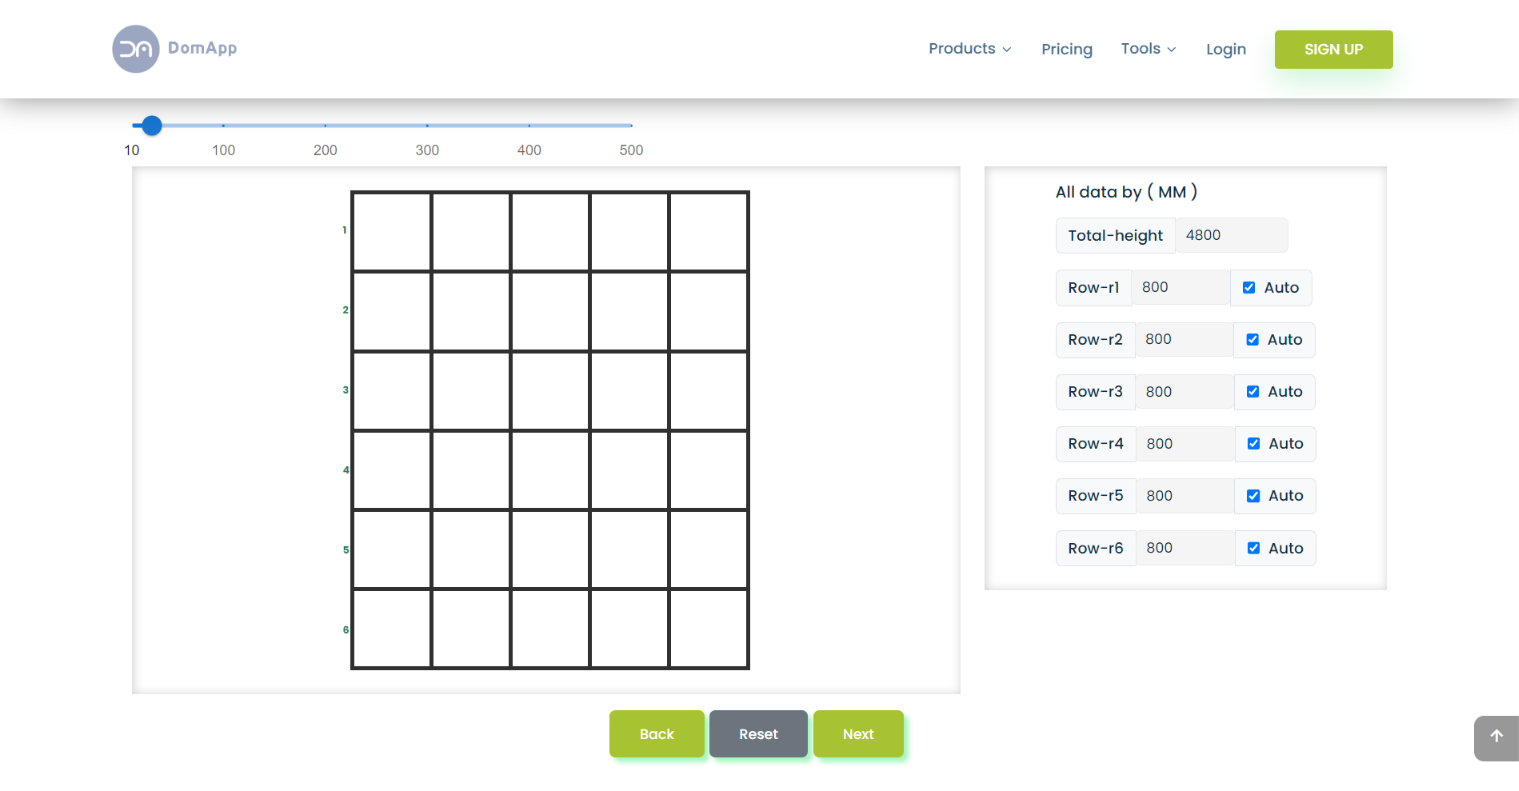 DomApp
Products
Pricing
Tools
Login
SIGN UP
10 100 200 300 400 500
1
2
3
4
5
6
All data by ( MM )
Total-height 4800
Row-r1 800 Auto
Row-r2 800 Auto
Row-r3 800 Auto
Row-r4 800 Auto
Row-r5 800 Auto
Row-r6 800 Auto
Back
Reset
Next